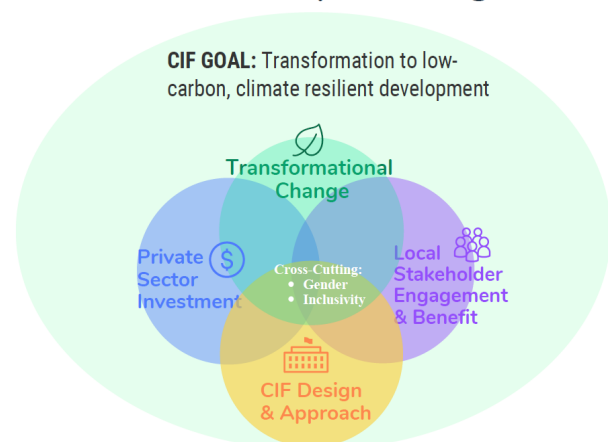 CIF GOAL: Transformation to low-
carbon, climate resilient development
Transformational
Change
Private
Sector
Investment
$
Cross-Cutting:
• Gender
• Inclusivity
Local
Stakeholder
Engagement
& Benefit
CIF Design
& Approach